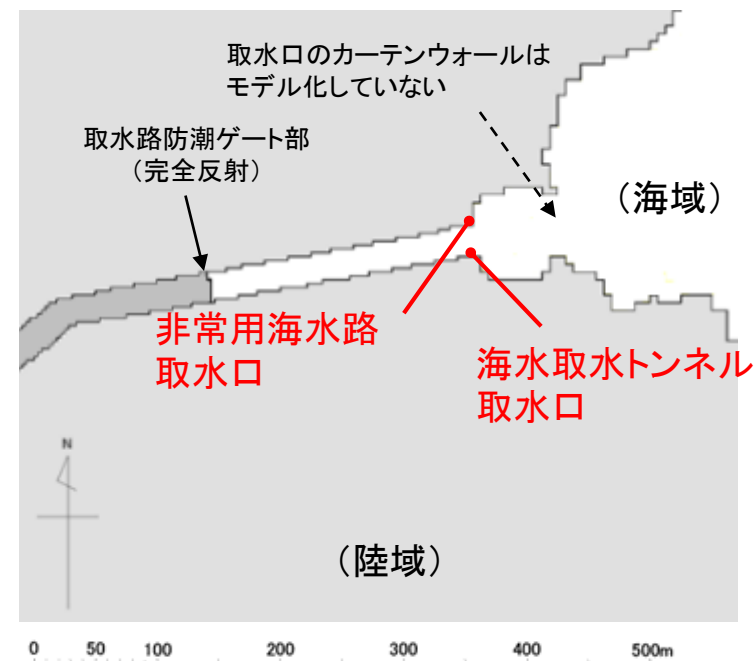 取水口のカーテンウォールは
モデル化していない
取水路防潮ゲート部
（完全反射）
（海域）
非常用海水路
取水口
海水取水トンネル
取水口
N
（陸域）
0 50 100 200 300 400 500m